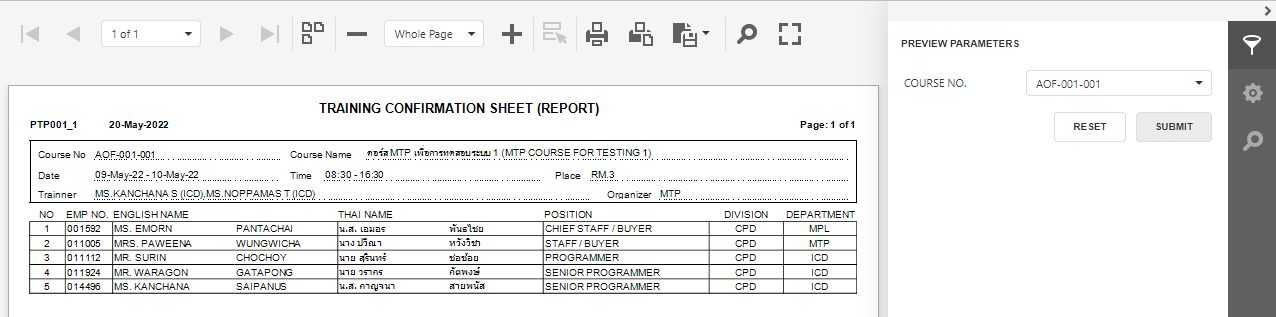 1 of 1 Whole Page
PREVIEW PARAMETERS
COURSE NO. AOF-001-001
RESET SUBMIT
TRAINING CONFIRMATION SHEET (REPORT)
PTP001_1 20-May-2022 Page: 1 of 1
Course No AOF-001-001 Course Name คอร์ส MTP เพื่อการทดสอบระบบ 1 (MTP COURSE FOR TESTING 1)
Date 09-May-22 - 10-May-22 Time 08:30 - 16:30 Place RM.3
Trainner MS.KANCHANA S (ICD),MS.NOPPAMAS T (ICD) Organizer MTP
NO EMP NO. ENGLISH NAME THAI NAME POSITION DIVISION DEPARTMENT
1 001592 MS. EMORN PANTACHAI น.ส. เอมอร พันธไชย CHIEF STAFF / BUYER CPD MPL
2 011005 MRS. PAWEENA WUNGWICHA นาง ปวีณา หวังวิชา STAFF / BUYER CPD MTP
3 011112 MR. SURIN CHOCHOY นาย สุรินทร์ ช่อช้อย PROGRAMMER CPD ICD
4 011924 MR. WARAGON GATAPONG นาย วรากร คัตพงษ์ SENIOR PROGRAMMER CPD ICD
5 014496 MS. KANCHANA SAIPANUS น.ส. กาญจนา สายพนัส SENIOR PROGRAMMER CPD ICD